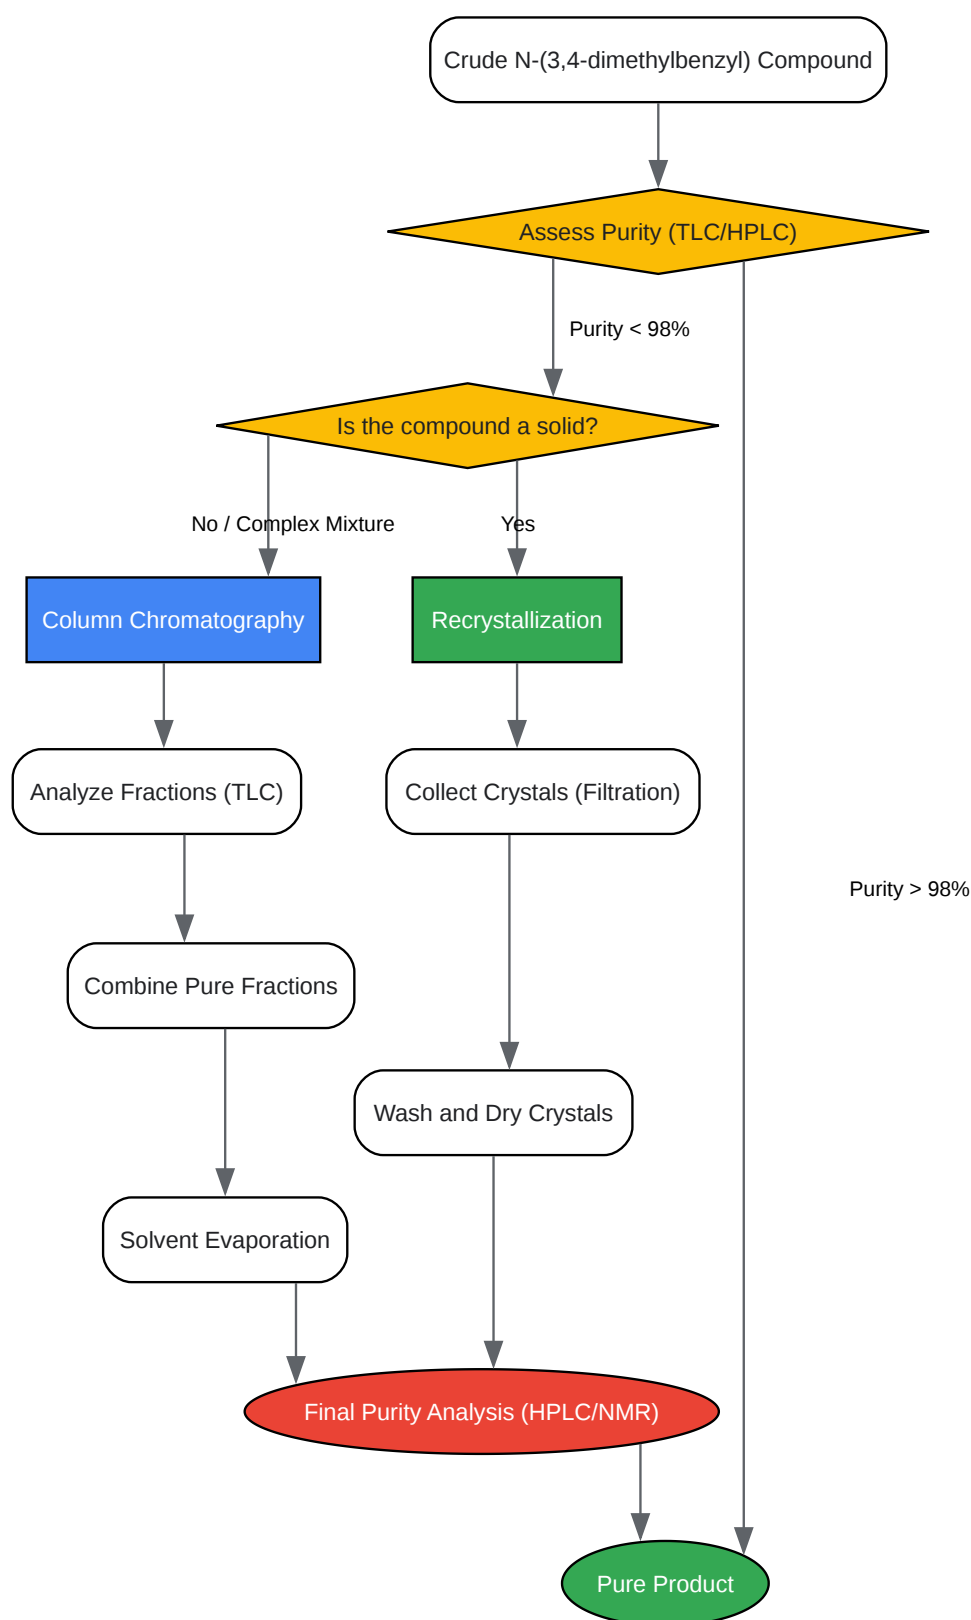 Crude N-(3,4-dimethylbenzyl) Compound
Assess Purity (TLC/HPLC)
Purity < 98%
Is the compound a solid?
No / Complex Mixture
Yes
Column Chromatography
Recrystallization
Analyze Fractions (TLC)
Collect Crystals (Filtration)
Purity > 98%
Combine Pure Fractions
Wash and Dry Crystals
Solvent Evaporation
Final Purity Analysis (HPLC/NMR)
Pure Product